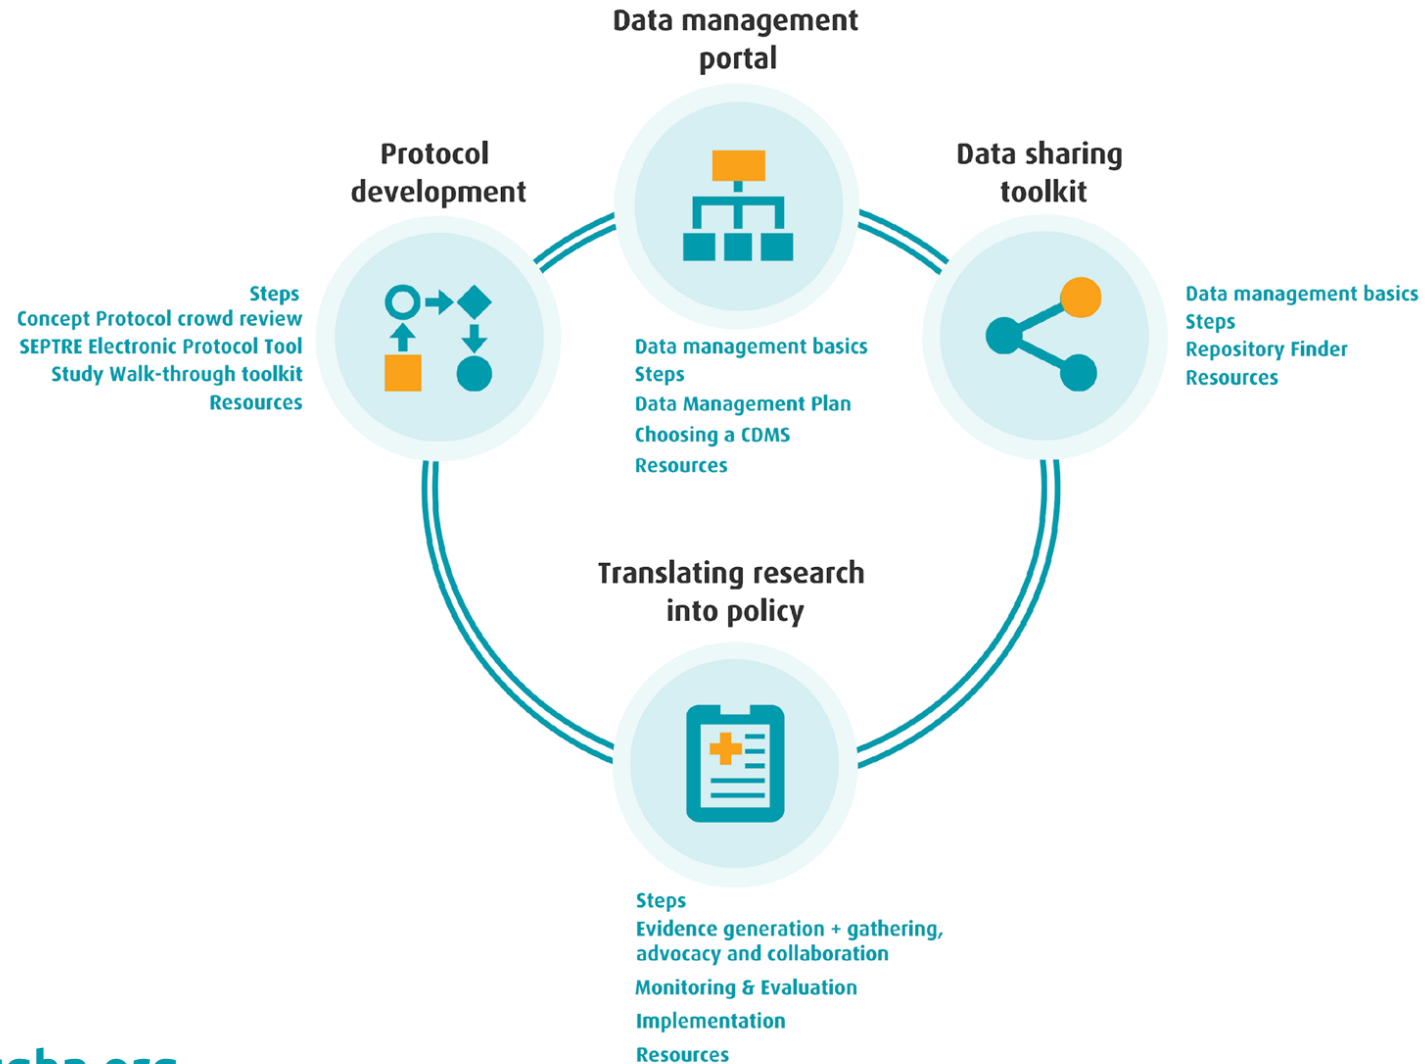 Data management
portal
Protocol
development
Data sharing
toolkit
Steps
Concept Protocol crowd review
SEPTRE Electronic Protocol Tool
Study Walk-through toolkit
Resources
Data management basics
Steps
Data Management Plan
Choosing a CDMS
Resources
Data management basics
Steps
Repository Finder
Resources
Translating research
into policy
Steps
Evidence generation + gathering,
advocacy and collaboration
Monitoring & Evaluation
Implementation
Resources